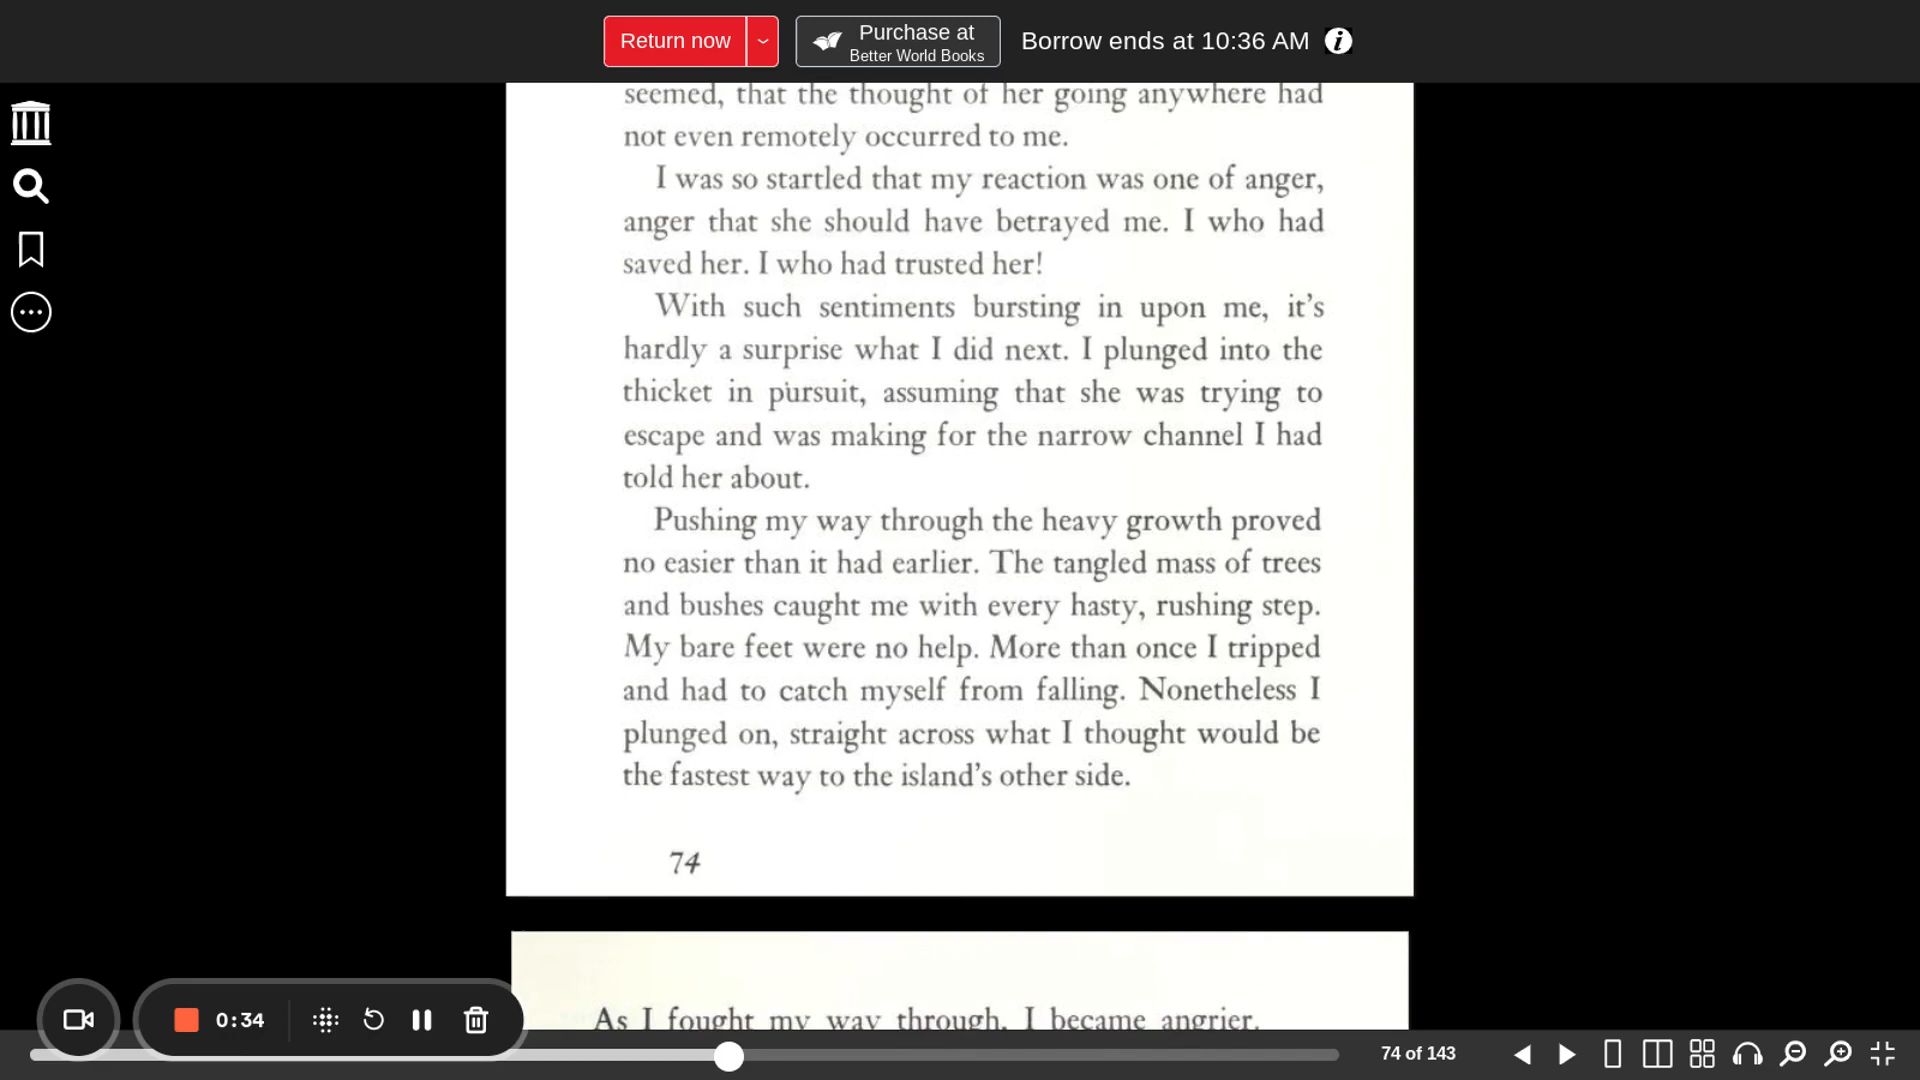 Return now
Purchase at
Better World Books
Borrow ends at 10:36 AM
seemed, that the thought of her going anywhere had
not even remotely occurred to me.
I was so startled that my reaction was one of anger,
anger that she should have betrayed me. I who had
saved her. I who had trusted her!
With such sentiments bursting in upon me, it's
hardly a surprise what I did next. I plunged into the
thicket in pursuit, assuming that she was trying to
escape and was making for the narrow channel I had
told her about.
Pushing my way through the heavy growth proved
no easier than it had earlier. The tangled mass of trees
and bushes caught me with every hasty, rushing step.
My bare feet were no help. More than once I tripped
and had to catch myself from falling. Nonetheless I
plunged on, straight across what I thought would be
the fastest way to the island's other side.
74
As I fought my way through, I became angrier.
0:34
74 of 143